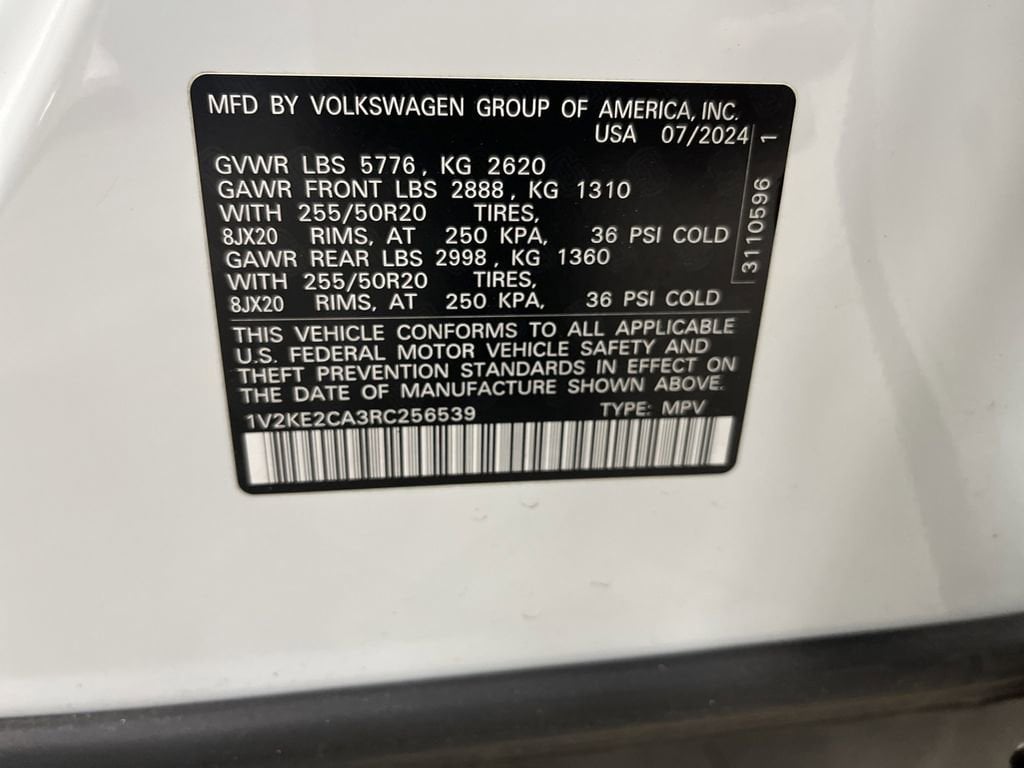 MFD BY VOLKSWAGEN GROUP OF AMERICA, INC.
USA 07/2024
GVWR LBS 5776, KG 2620
GAWR FRONT LBS 2888, KG 1310
WITH 255/50R20 TIRES,
8JX20 RIMS, AT 250 KPA, 36 PSI COLD
GAWR REAR LBS 2998, KG 1360
WITH 255/50R20 TIRES,
8JX20 RIMS, AT 250 KPA, 36 PSI COLD
3110596 1
THIS VEHICLE CONFORMS TO ALL APPLICABLE
U.S. FEDERAL MOTOR VEHICLE SAFETY AND
THEFT PREVENTION STANDARDS IN EFFECT ON
THE DATE OF MANUFACTURE SHOWN ABOVE.
1V2KE2CA3RC256539 TYPE: MPV